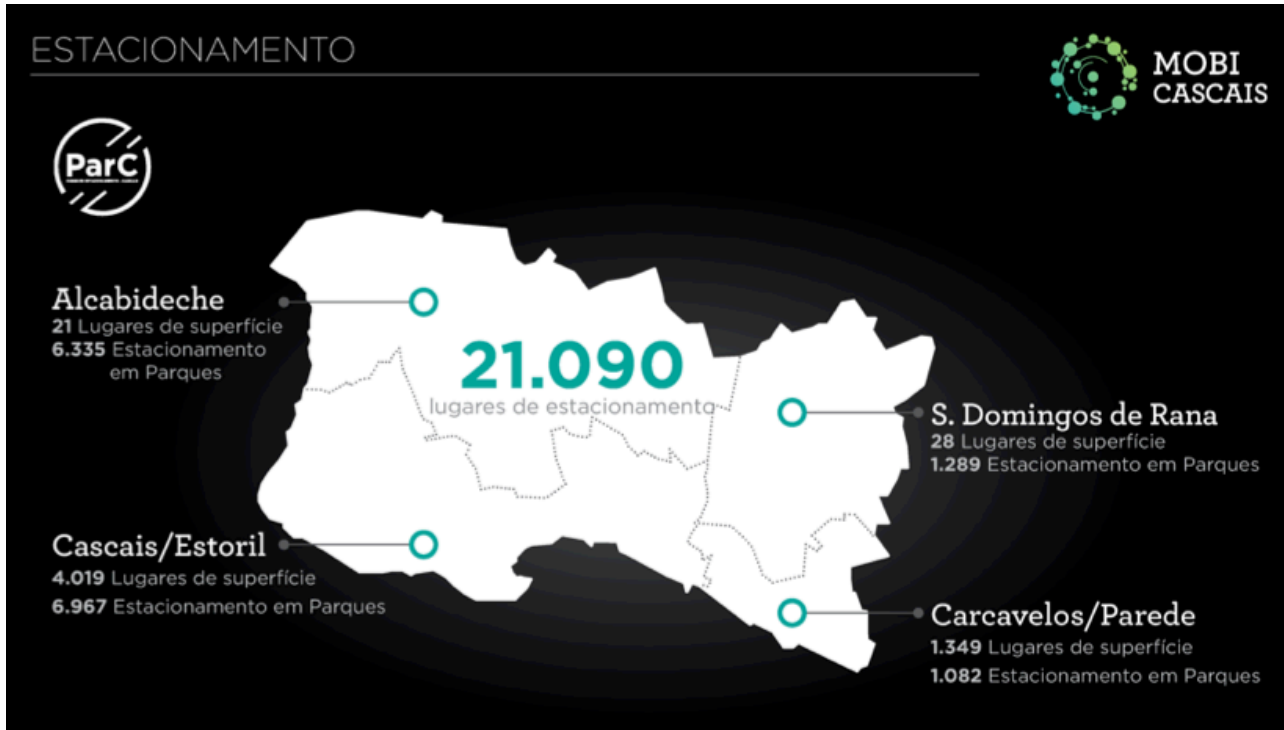 ESTACIONAMENTO
MOBI
CASCAIS
ParC
Alcabideche
21 Lugares de superfície
6.335 Estacionamento
em Parques
21.090
lugares de estacionamento
S. Domingos de Rana
28 Lugares de superfície
1.289 Estacionamento em Parques
Cascais/Estoril
4.019 Lugares de superfície
6.967 Estacionamento em Parques
Carcavelos/Parede
1.349 Lugares de superfície
1.082 Estacionamento em Parques